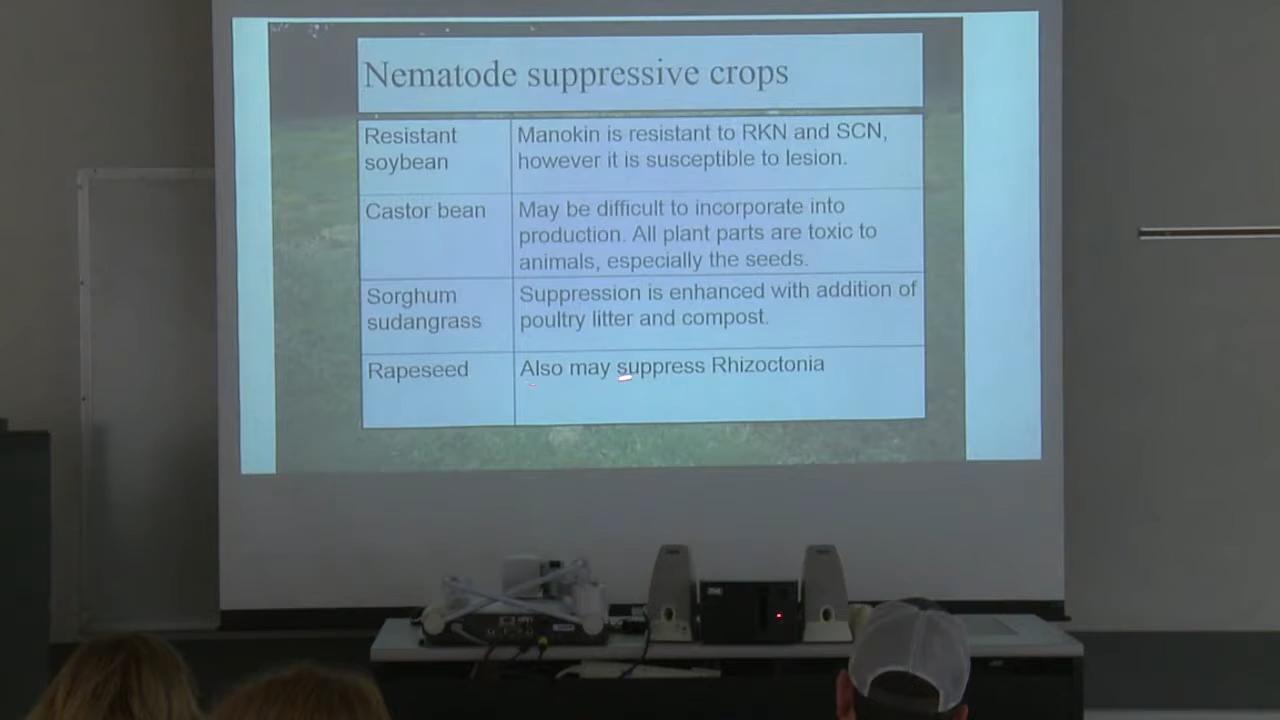 Nematode suppressive crops
Resistant
soybean
Manokin is resistant to RKN and SCN,
however it is susceptible to lesion.
Castor bean
May be difficult to incorporate into
production. All plant parts are toxic to
animals, especially the seeds.
Sorghum
sudangrass
Suppression is enhanced with addition of
poultry litter and compost.
Rapeseed
Also may suppress Rhizoctonia